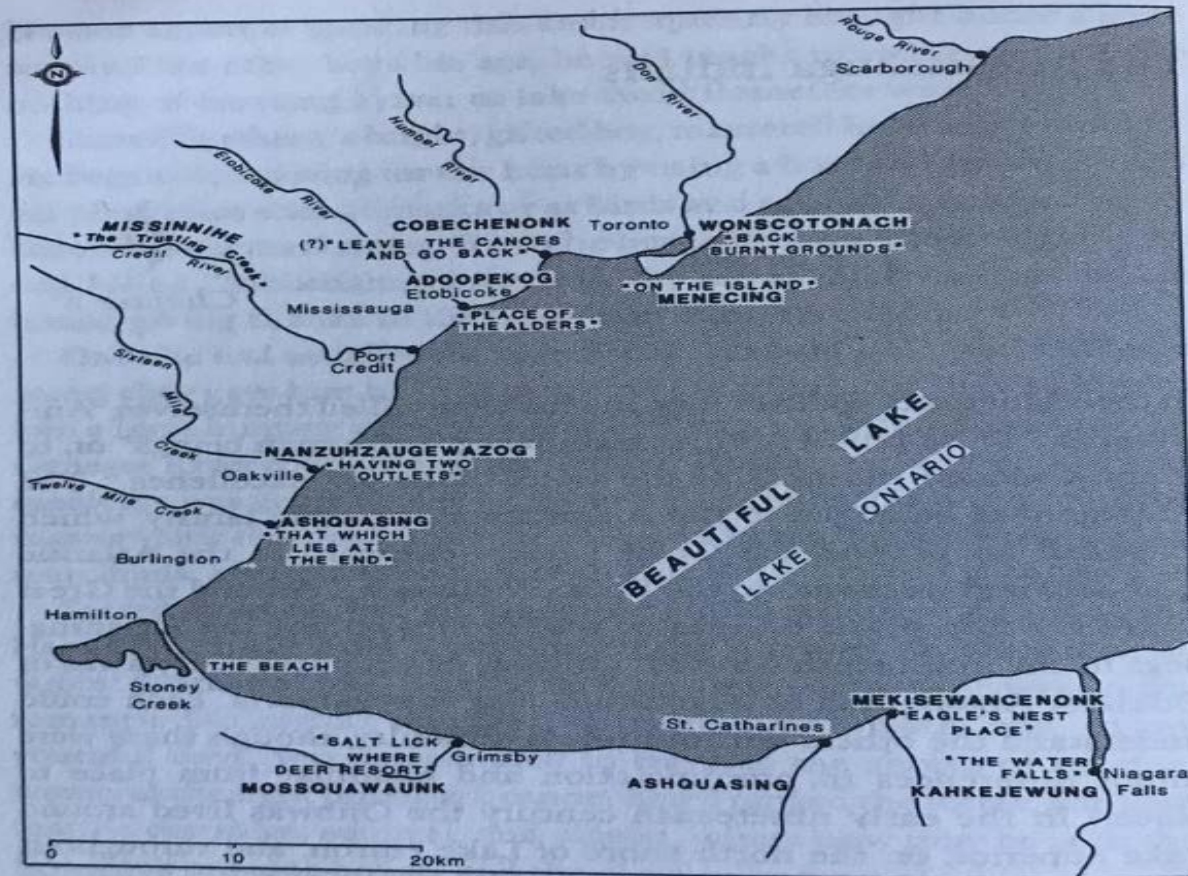 N
Rouge River
Scarborough
Don River
Humber River
Etobicoke River
MISSINNIHE
"The Trusting Creek"
Credit River
COBECHENONK
(?) "LEAVE THE CANOES
AND GO BACK"
Toronto
WONSCOTONACH
"BACK
BURNT GROUNDS"
ADOOPEKOG
Etobicoke
"ON THE ISLAND"
MENECING
Mississauga
"PLACE OF
THE ALDERS"
Port
Credit
Sixteen Mile Creek
NANZUHZAUGEWAZOG
Oakville
"HAVING TWO
OUTLETS"
Twelve Mile Creek
ASHQUASING
"THAT WHICH
LIES AT
THE END"
Burlington
BEAUTIFUL LAKE
LAKE ONTARIO
Hamilton
THE BEACH
Stoney
Creek
MEKISEWANCENONK
"EAGLE'S NEST
PLACE"
St. Catharines
"SALT LICK
WHERE
DEER RESORT"
Grimsby
MOSSQUAWAUNK
ASHQUASING
"THE WATER
FALLS"
Niagara
Falls
KAHKEJEWUNG
0 10 20km